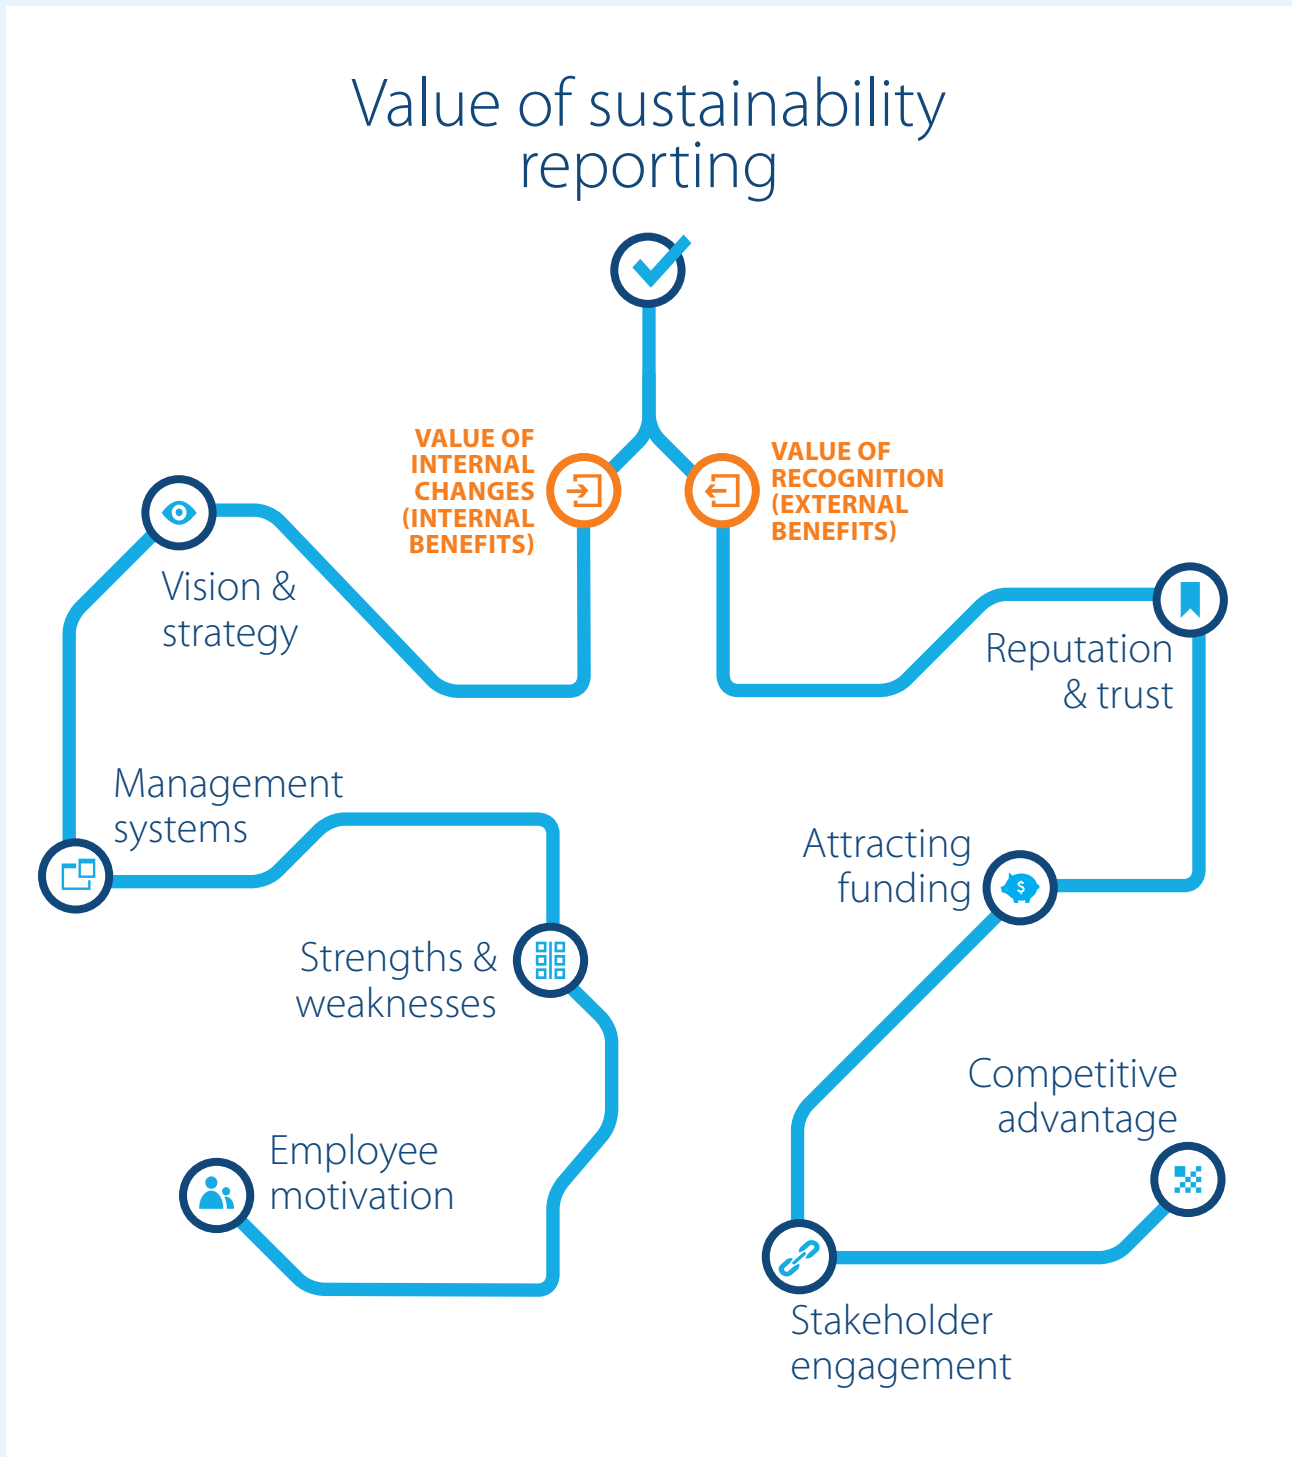 Value of sustainability
reporting
VALUE OF
INTERNAL
CHANGES
(INTERNAL
BENEFITS)
VALUE OF
RECOGNITION
(EXTERNAL
BENEFITS)
Vision &
strategy
Reputation
& trust
Management
systems
Attracting
funding
$
Strengths &
weaknesses
Competitive
advantage
Employee
motivation
Stakeholder
engagement